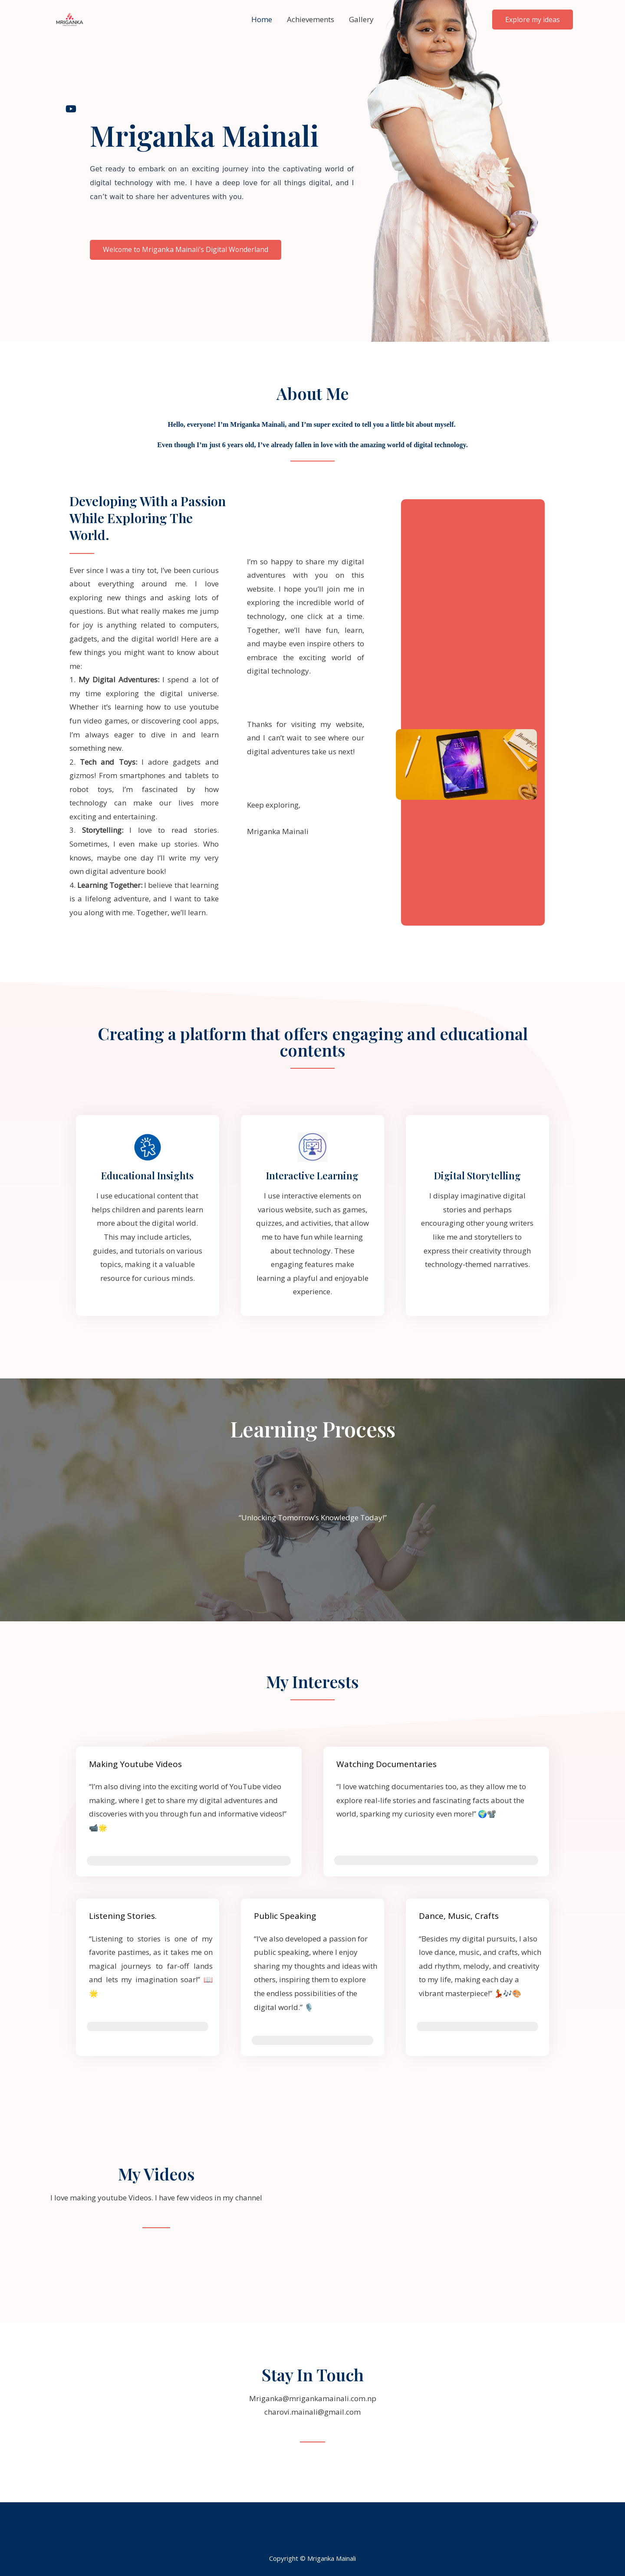 MRIGANKA
Home Achievements Gallery
Explore my ideas
Mriganka Mainali
Get ready to embark on an exciting journey into the captivating world of
digital technology with me. I have a deep love for all things digital, and I
can't wait to share her adventures with you.
Welcome to Mriganka Mainali's Digital Wonderland
About Me
Hello, everyone! I'm Mriganka Mainali, and I'm super excited to tell you a little bit about myself.
Even though I'm just 6 years old, I've already fallen in love with the amazing world of digital technology.
Developing With a Passion
While Exploring The
World.
Ever since I was a tiny tot, I've been curious
about everything around me. I love
exploring new things and asking lots of
questions. But what really makes me jump
for joy is anything related to computers,
gadgets, and the digital world! Here are a
few things you might want to know about
me:
1. My Digital Adventures: I spend a lot of
my time exploring the digital universe.
Whether it's learning how to use youtube
fun video games, or discovering cool apps,
I'm always eager to dive in and learn
something new.
2. Tech and Toys: I adore gadgets and
gizmos! From smartphones and tablets to
robot toys, I'm fascinated by how
technology can make our lives more
exciting and entertaining.
3. Storytelling: I love to read stories.
Sometimes, I even make up stories. Who
knows, maybe one day I'll write my very
own digital adventure book!
4. Learning Together: I believe that learning
is a lifelong adventure, and I want to take
you along with me. Together, we'll learn.
I'm so happy to share my digital
adventures with you on this
website. I hope you'll join me in
exploring the incredible world of
technology, one click at a time.
Together, we'll have fun, learn,
and maybe even inspire others to
embrace the exciting world of
digital technology.
Thanks for visiting my website,
and I can't wait to see where our
digital adventures take us next!
Keep exploring,
Mriganka Mainali
Creating a platform that offers engaging and educational
contents
Educational Insights
I use educational content that
helps children and parents learn
more about the digital world.
This may include articles,
guides, and tutorials on various
topics, making it a valuable
resource for curious minds.
Interactive Learning
I use interactive elements on
various website, such as games,
quizzes, and activities, that allow
me to have fun while learning
about technology. These
engaging features make
learning a playful and enjoyable
experience.
Digital Storytelling
I display imaginative digital
stories and perhaps
encouraging other young writers
like me and storytellers to
express their creativity through
technology-themed narratives.
Learning Process
"Unlocking Tomorrow's Knowledge Today!"
My Interests
Making Youtube Videos
"I'm also diving into the exciting world of YouTube video
making, where I get to share my digital adventures and
discoveries with you through fun and informative videos!"
📹🌟
Watching Documentaries
"I love watching documentaries too, as they allow me to
explore real-life stories and fascinating facts about the
world, sparking my curiosity even more!" 🌍📽️
Listening Stories.
"Listening to stories is one of my
favorite pastimes, as it takes me on
magical journeys to far-off lands
and lets my imagination soar!" 📖
🌟
Public Speaking
"I've also developed a passion for
public speaking, where I enjoy
sharing my thoughts and ideas with
others, inspiring them to explore
the endless possibilities of the
digital world." 🎙️
Dance, Music, Crafts
"Besides my digital pursuits, I also
love dance, music, and crafts, which
add rhythm, melody, and creativity
to my life, making each day a
vibrant masterpiece!" 💃🎶🎨
My Videos
I love making youtube Videos. I have few videos in my channel
Stay In Touch
Mriganka@mrigankamainali.com.np
charovi.mainali@gmail.com
Copyright © Mriganka Mainali